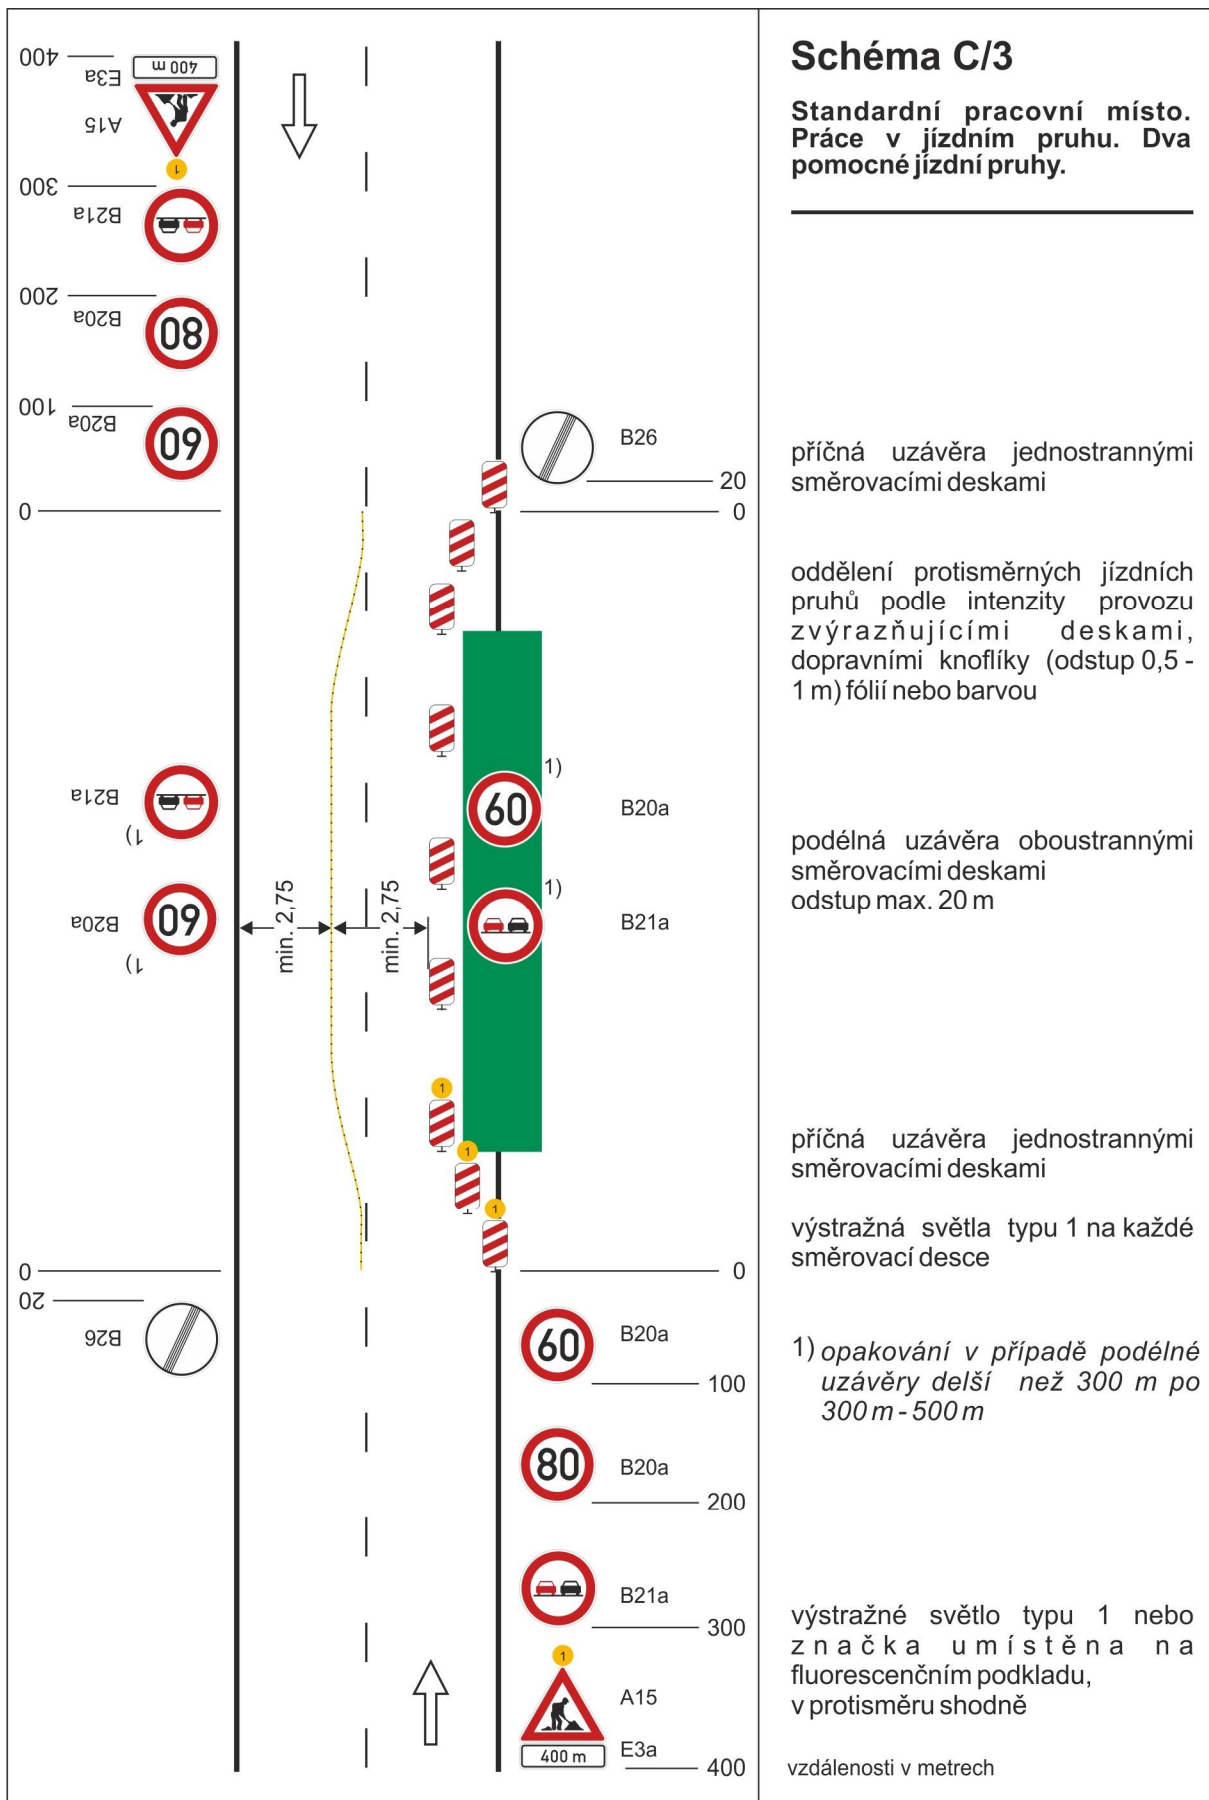 Schéma C/3
Standardní pracovní místo.
Práce v jízdním pruhu. Dva
pomocné jízdní pruhy.
400
E3a
400 m
A15
1
300
B21a
200
B20a
80
100
B20a
60
0
B26
20
0
příčná uzávěra jednostrannými
směrovacími deskami
oddělení protisměrných jízdních
pruhů podle intenzity provozu
zvýrazňujícími deskami,
dopravními knoflíky (odstup 0,5 -
1 m) fólií nebo barvou
B21a
1)
B20a
60
1)
min. 2,75
min. 2,75
1)
60
B20a
1)
B21a
podélná uzávěra oboustrannými
směrovacími deskami
odstup max. 20 m
1
1
1
příčná uzávěra jednostrannými
směrovacími deskami
výstražná světla typu 1 na každé
směrovací desce
0
20
B26
0
60
B20a
100
80
B20a
200
B21a
300
1
A15
400 m
E3a
400
1) opakování v případě podélné
uzávěry delší než 300 m po
300 m - 500 m
výstražné světlo typu 1 nebo
značka umístěna na
fluorescenčním podkladu,
v protisměru shodně
vzdálenosti v metrech